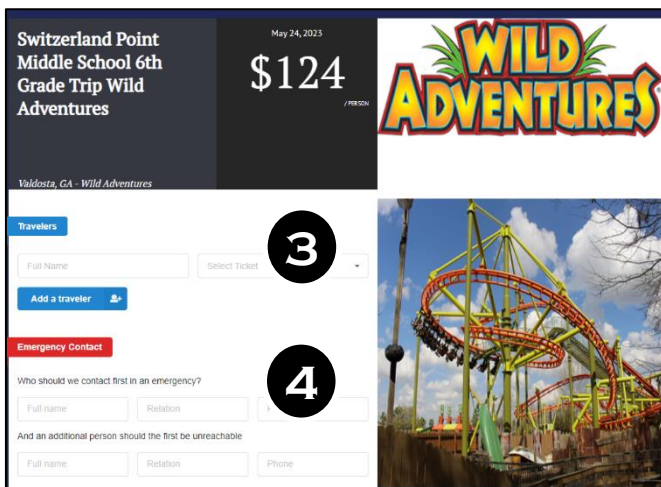 Switzerland Point
Middle School 6th
Grade Trip Wild
Adventures
Valdosta, GA - Wild Adventures
May 24, 2023
$124
/ PERSON
WILD
ADVENTURES®
Travelers
Full Name
Select Ticket
3
Add a traveler
Emergency Contact
Who should we contact first in an emergency?
4
Full name
Relation
And an additional person should the first be unreachable
Full name
Relation
Phone